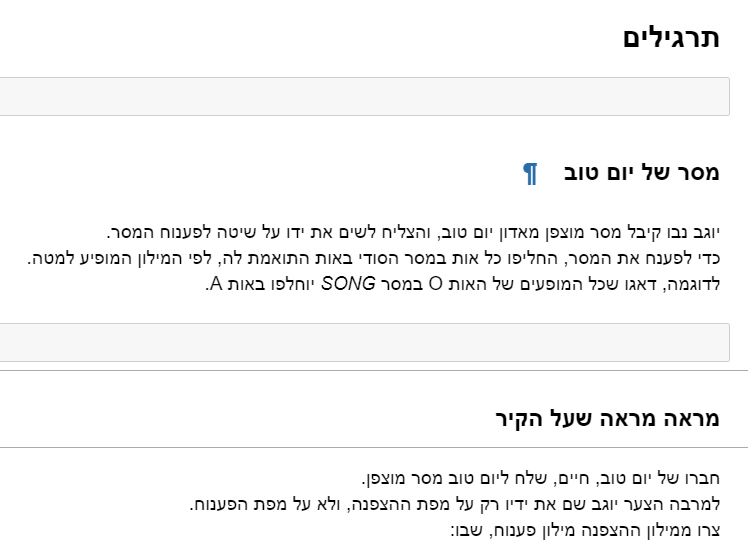 תרגילים
מסר של יום טוב ¶
יוגב נבו קיבל מסר מוצפן מאדון יום טוב, והצליח לשים את ידו על שיטה לפענוח המסר.
כדי לפענח את המסר, החליפו כל אות במסר הסודי באות התואמת לה, לפי המילון המופיע למטה.
לדוגמה, דאגו שכל המופעים של האות O במסר SONG יוחלפו באות A.
מראה מראה שעל הקיר
חברו של יום טוב, חיים, שלח ליום טוב מסר מוצפן.
למרבה הצער יוגב שם את ידיו רק על מפת ההצפנה, ולא על מפת הפענוח.
צרו ממילון ההצפנה מילון פענוח, שבו: